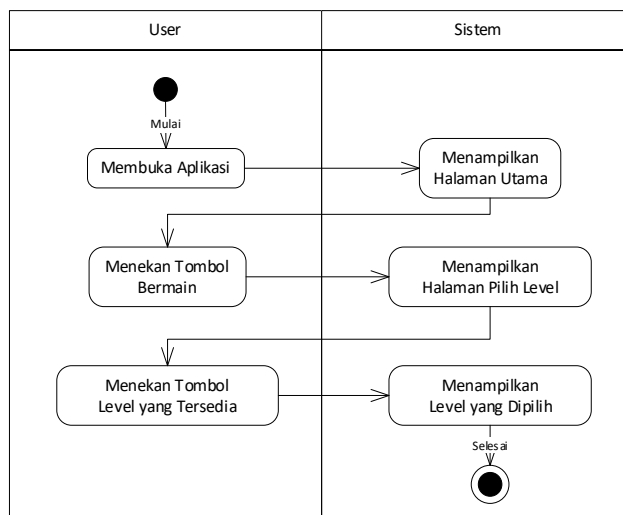 User
Sistem
Mulai
Membuka Aplikasi
Menampilkan
Halaman Utama
Menekan Tombol
Bermain
Menampilkan
Halaman Pilih Level
Menekan Tombol
Level yang Tersedia
Menampilkan
Level yang Dipilih
Selesai